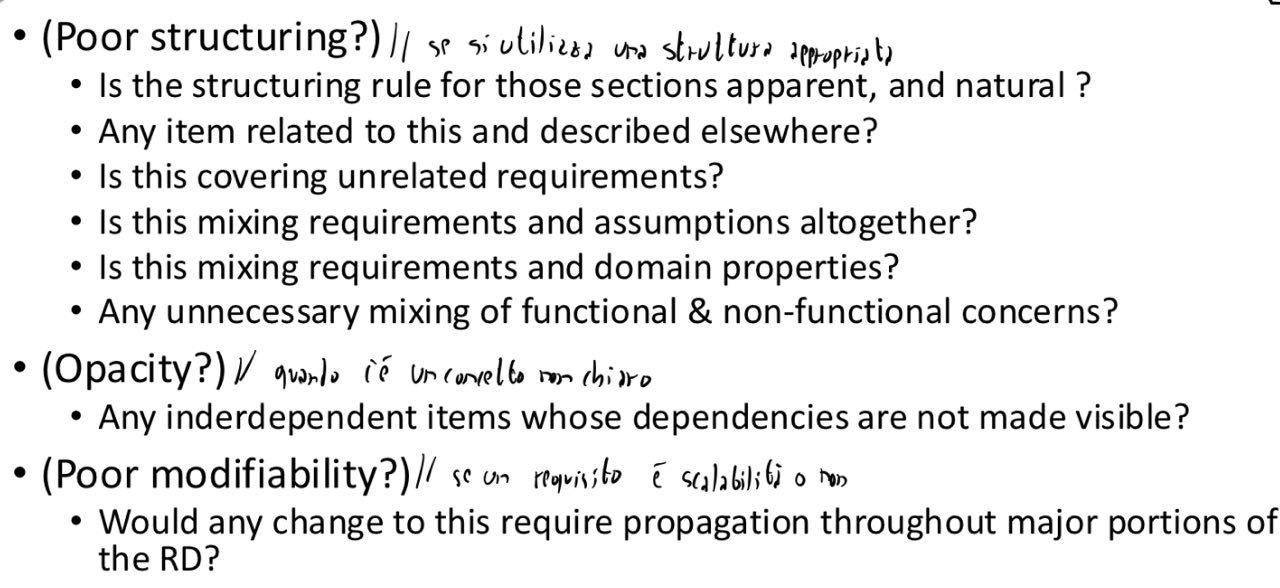 • (Poor structuring?) // se si utilizza una struttura appropriata
• Is the structuring rule for those sections apparent, and natural ?
• Any item related to this and described elsewhere?
• Is this covering unrelated requirements?
• Is this mixing requirements and assumptions altogether?
• Is this mixing requirements and domain properties?
• Any unnecessary mixing of functional & non-functional concerns?
• (Opacity?) // quando c'é un concetto non chiaro
• Any inderdependent items whose dependencies are not made visible?
• (Poor modifiability?) // se un requisito é scalabilità o non
• Would any change to this require propagation throughout major portions of
the RD?